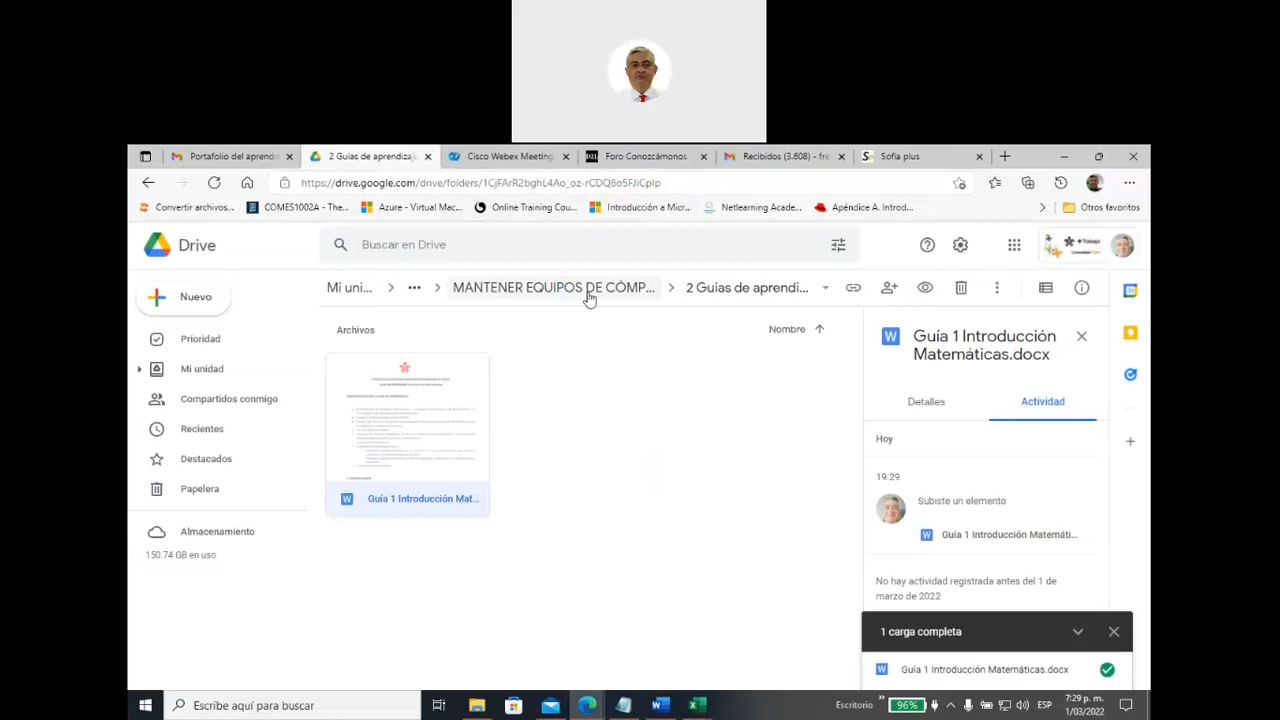 Portafolio del aprendi
2 Guias de aprendizaj
Cisco Webex Meeting
Foro Conozcámonos
Recibidos (3.608) - fre
Sofia plus
https://drive.google.com/drive/folders/1CjFArR2bghL4Ao_oz-rCDQ8o5FJiCpIp
Convertir archivos...
COMES1002A - The...
Azure - Virtual Mac...
Online Training Cou...
Introducción a Micr...
Netlearning Acade...
Apéndice A. Introd...
Otros favoritos
Drive
Buscar en Drive
Nuevo
Mi uni... > ... > MANTENER EQUIPOS DE CÓMP... > 2 Guias de aprendi...
Prioridad
Mi unidad
Compartidos conmigo
Recientes
Destacados
Papelera
Almacenamiento
150.74 GB en uso
Archivos
Nombre
Guía 1 Introducción Mat...
Guía 1 Introducción
Matemáticas.docx
Detalles
Actividad
Hoy
19:29
Subiste un elemento
Guía 1 Introducción Matemáti...
No hay actividad registrada antes del 1 de
marzo de 2022
1 carga completa
Guía 1 Introducción Matemáticas.docx
Escribe aquí para buscar
Escritorio
96%
ESP
7:29 p. m.
1/03/2022